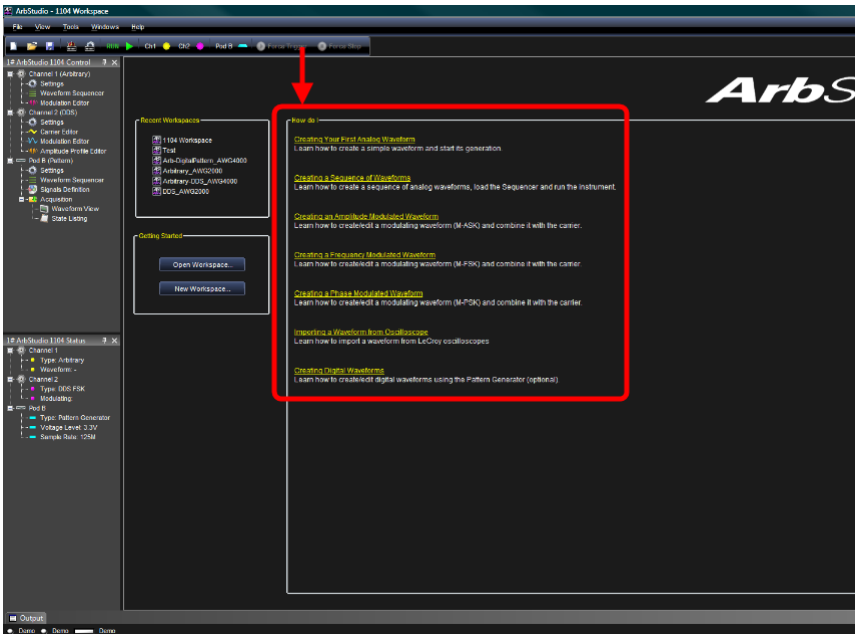 ArbStudio - 1104 Workspace
File View Tools Windows Help
RUN Ch1 Ch2 Pod B Force Trigger Force Stop
1# ArbStudio 1104 Control
Channel 1 (Arbitrary)
Settings
Waveform Sequencer
Modulation Editor
Channel 2 (DDS)
Settings
Carrier Editor
Modulation Editor
Amplitude Profile Editor
Pod B (Pattern)
Settings
Waveform Sequencer
Signals Definition
Acquisition
Waveform View
State Listing
1# ArbStudio 1104 Status
Channel 1
Type: Arbitrary
Waveform: -
Channel 2
Type: DDS FSK
Modulating:
Pod B
Type: Pattern Generator
Voltage Level: 3.3V
Sample Rate: 125M
ArbS
Recent Workspaces
1104 Workspace
Test
Arb-DigitalPattern_AWG4000
Arbitrary_AWG2000
Arbitrary-DDS_AWG4000
DDS_AWG2000
Getting Started
Open Workspace...
New Workspace...
How do I
Creating Your First Analog Waveform
Learn how to create a simple waveform and start its generation
Creating a Sequence of Waveforms
Learn how to create a sequence of analog waveforms, load the Sequencer and run the instrument.
Creating an Amplitude Modulated Waveform
Learn how to create/edit a modulating waveform (M-ASK) and combine it with the carrier.
Creating a Frequency Modulated Waveform
Learn how to create/edit a modulating waveform (M-FSK) and combine it with the carrier.
Creating a Phase Modulated Waveform
Learn how to create/edit a modulating waveform (M-PSK) and combine it with the carrier.
Importing a Waveform from Oscilloscope
Learn how to import a waveform from LeCroy oscilloscopes
Creating Digital Waveforms
Learn how to create/edit digital waveforms using the Pattern Generator (optional)
Output
Demo Demo Demo